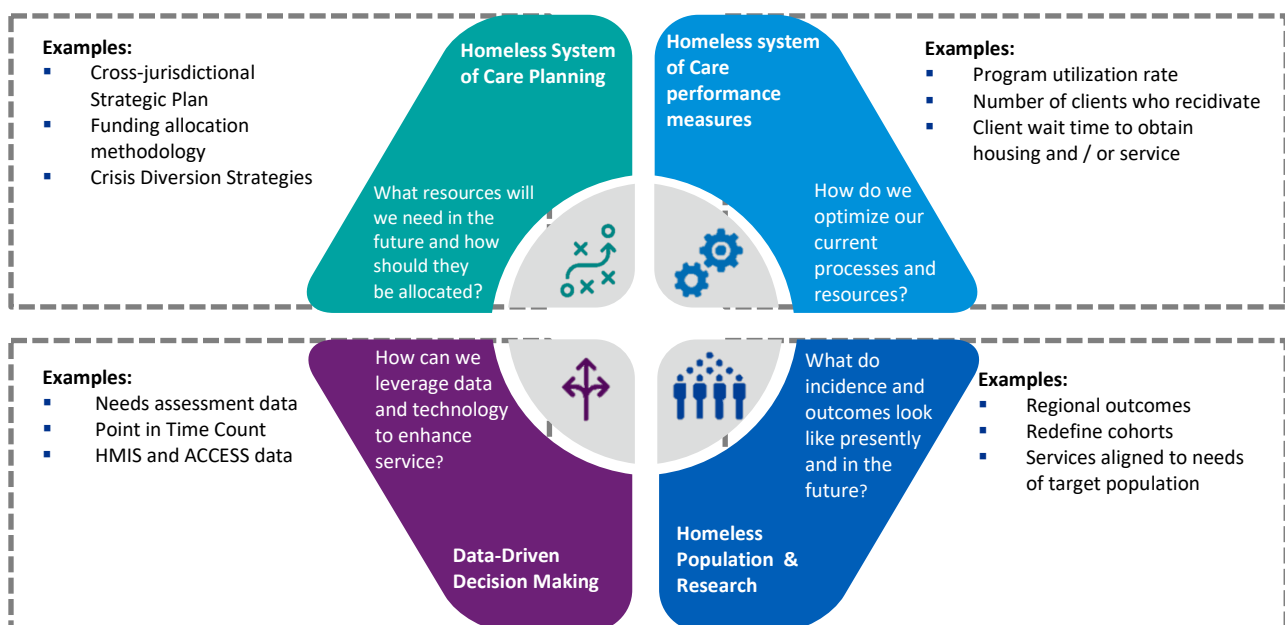 Examples:
▪ Cross-jurisdictional
Strategic Plan
▪ Funding allocation
methodology
▪ Crisis Diversion Strategies
Homeless System
of Care Planning
What resources will
we need in the
future and how
should they
be allocated?
Homeless system
of Care
performance
measures
How do we
optimize our
current
processes and
resources?
Examples:
▪ Program utilization rate
▪ Number of clients who recidivate
▪ Client wait time to obtain
housing and / or service
Examples:
▪ Needs assessment data
▪ Point in Time Count
▪ HMIS and ACCESS data
How can we
leverage data
and technology
to enhance
service?
Data-Driven
Decision Making
What do
incidence and
outcomes look
like presently
and in the
future?
Homeless
Population &
Research
Examples:
▪ Regional outcomes
▪ Redefine cohorts
▪ Services aligned to needs
of target population